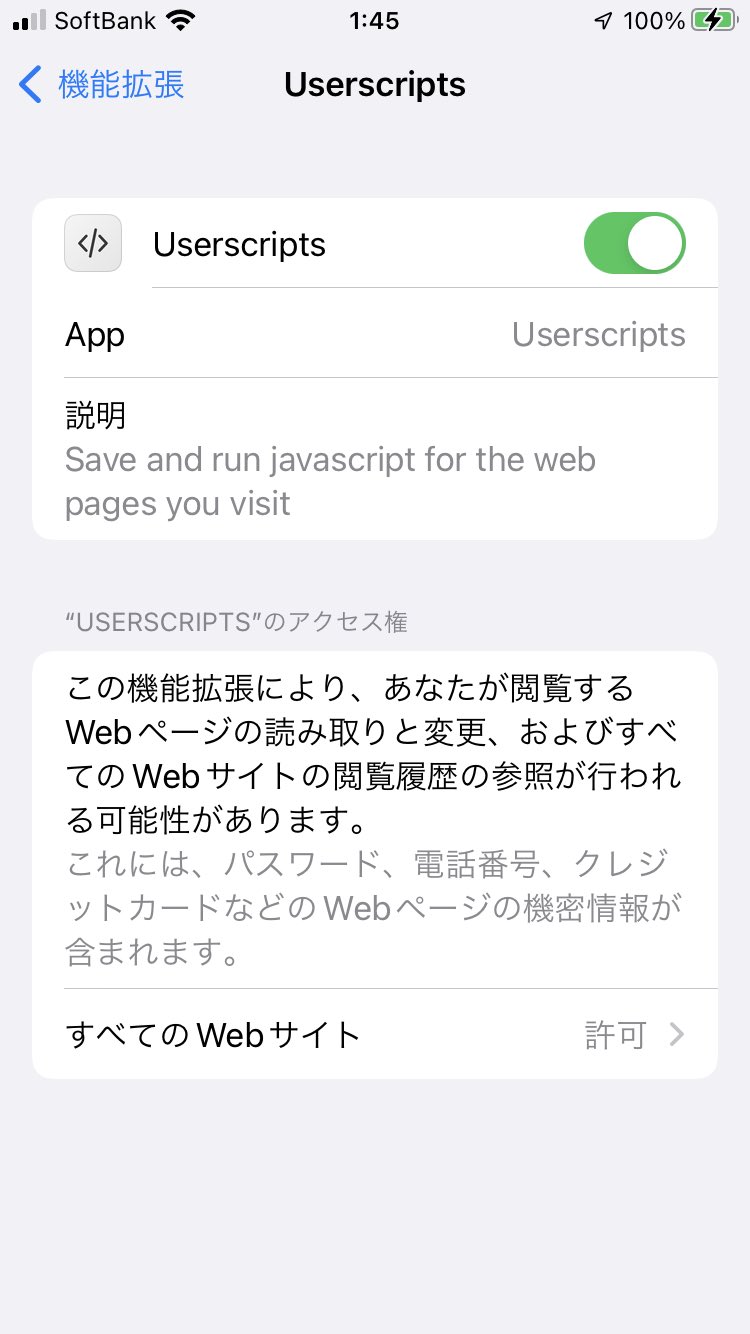 SoftBank 1:45 100%
機能拡張 Userscripts
</> Userscripts
App Userscripts
説明
Save and run javascript for the web
pages you visit
“USERSCRIPTS”のアクセス権
この機能拡張により、あなたが閲覧する
Webページの読み取りと変更、およびすべ
てのWebサイトの閲覧履歴の参照が行われ
る可能性があります。
これには、パスワード、電話番号、クレジ
ットカードなどのWebページの機密情報が
含まれます。
すべてのWebサイト 許可